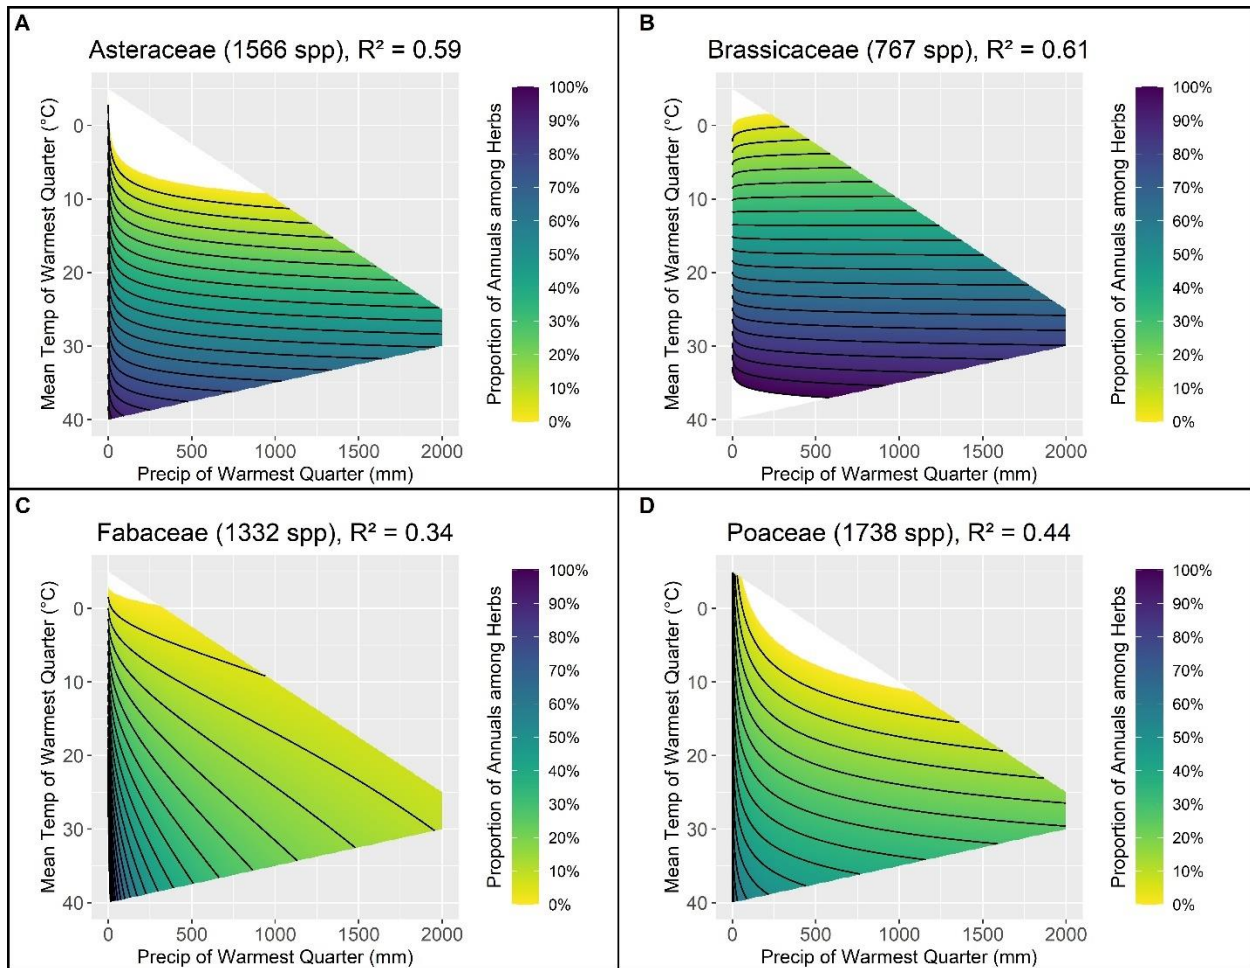 A
Asteraceae (1566 spp), R² = 0.59
Mean Temp of Warmest Quarter (°C)
0
10
20
30
40
0 500 1000 1500 2000
Precip of Warmest Quarter (mm)
Proportion of Annuals among Herbs
100%
90%
80%
70%
60%
50%
40%
30%
20%
10%
0%
B
Brassicaceae (767 spp), R² = 0.61
Mean Temp of Warmest Quarter (°C)
0
10
20
30
40
0 500 1000 1500 2000
Precip of Warmest Quarter (mm)
Proportion of Annuals among Herbs
100%
90%
80%
70%
60%
50%
40%
30%
20%
10%
0%
C
Fabaceae (1332 spp), R² = 0.34
Mean Temp of Warmest Quarter (°C)
0
10
20
30
40
0 500 1000 1500 2000
Precip of Warmest Quarter (mm)
Proportion of Annuals among Herbs
100%
90%
80%
70%
60%
50%
40%
30%
20%
10%
0%
D
Poaceae (1738 spp), R² = 0.44
Mean Temp of Warmest Quarter (°C)
0
10
20
30
40
0 500 1000 1500 2000
Precip of Warmest Quarter (mm)
Proportion of Annuals among Herbs
100%
90%
80%
70%
60%
50%
40%
30%
20%
10%
0%